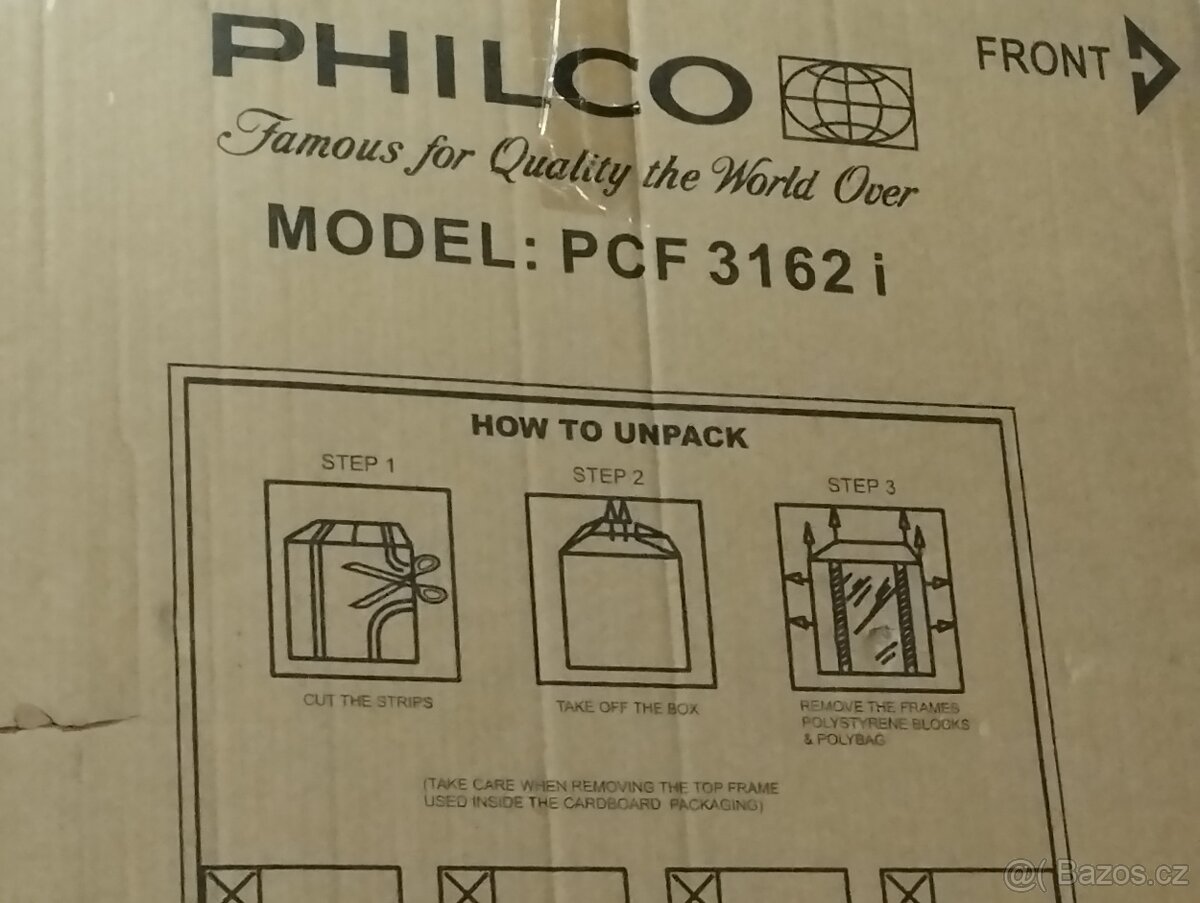 PHILCO
FRONT
Famous for Quality the World Over
MODEL: PCF 3162 i
HOW TO UNPACK
STEP 1
STEP 2
STEP 3
CUT THE STRIPS
TAKE OFF THE BOX
REMOVE THE FRAMES
POLYSTYRENE BLOCKS
& POLYBAG
(TAKE CARE WHEN REMOVING THE TOP FRAME
USED INSIDE THE CARDBOARD PACKAGING)
@( Bazos.cz